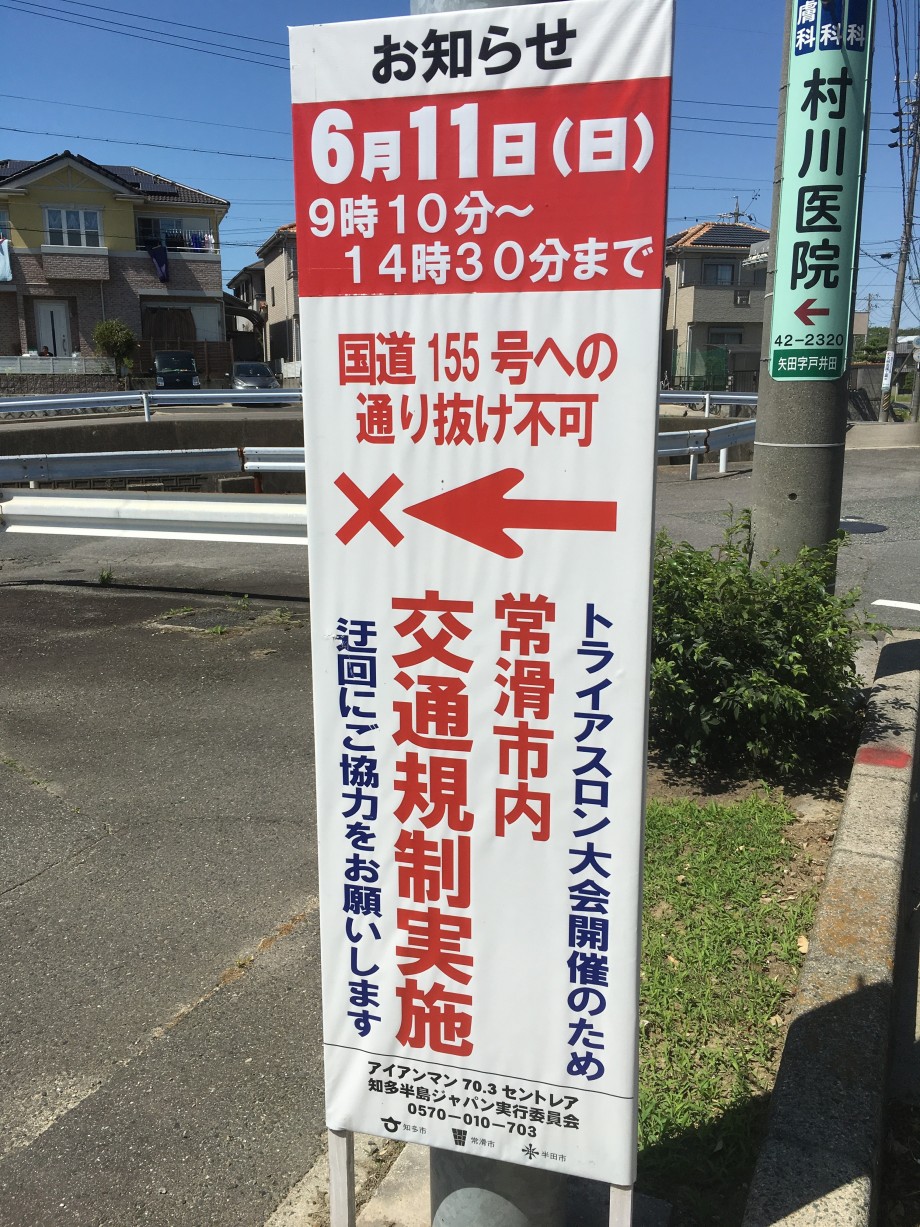 お知らせ
6月11日(日)
9時10分～
14時30分まで
国道155号への
通り抜け不可
×
トライアスロン大会開催のため
常滑市内
交通規制実施
迂回にご協力をお願いします
アイアンマン 70.3 セントレア
知多半島ジャパン実行委員会
0570-010-703
知多市
常滑市
半田市
膚科
科
科
村川医院
42-2320
矢田字戸井田